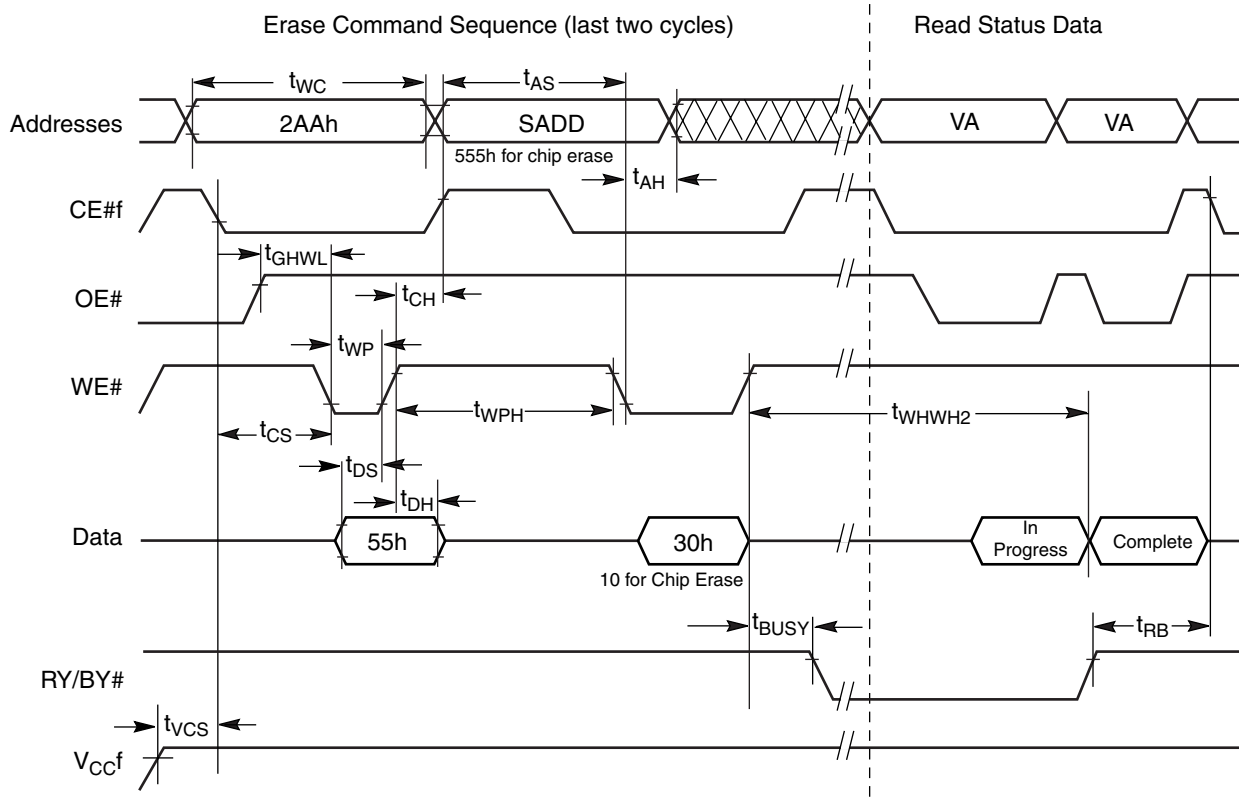 Erase Command Sequence (last two cycles)
Read Status Data
tWC
tAS
Addresses
2AAh
SADD
VA
VA
555h for chip erase
tAH
CE#f
tGHWL
OE#
tCH
tWP
WE#
tWPH
tWHWH2
tCS
tDS
tDH
Data
55h
30h
In
Progress
Complete
10 for Chip Erase
tBUSY
tRB
RY/BY#
tVCS
VCCf